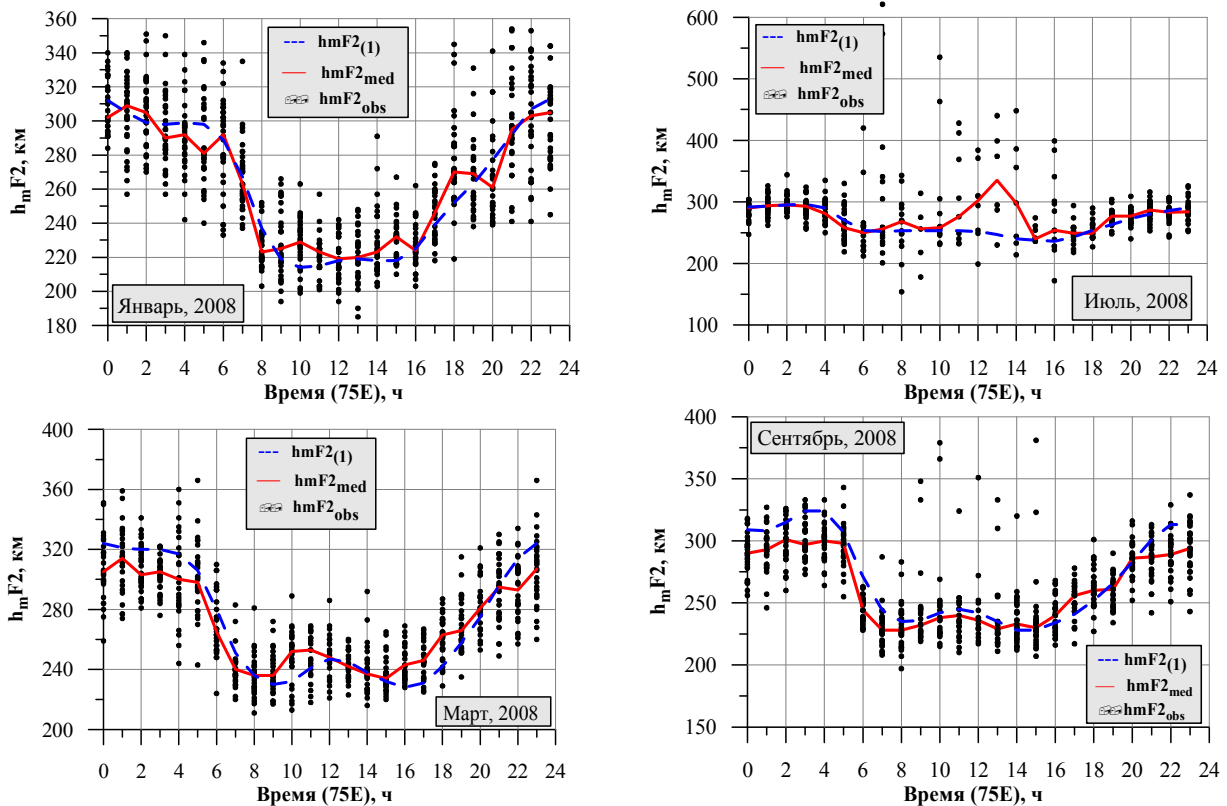 360
340
320
300
280
260
240
220
200
180
hmF2, км
hmF2(1)
hmF2med
hmF2obs
Январь, 2008
0 2 4 6 8 10 12 14 16 18 20 22 24
Время (75E), ч
600
500
400
300
200
100
hmF2, км
hmF2(1)
hmF2med
hmF2obs
Июль, 2008
0 2 4 6 8 10 12 14 16 18 20 22 24
Время (75E), ч
400
360
320
280
240
200
hmF2, км
hmF2(1)
hmF2med
hmF2obs
Март, 2008
0 2 4 6 8 10 12 14 16 18 20 22 24
Время (75E), ч
400
350
300
250
200
150
hmF2, км
Сентябрь, 2008
hmF2(1)
hmF2med
hmF2obs
0 2 4 6 8 10 12 14 16 18 20 22 24
Время (75E), ч